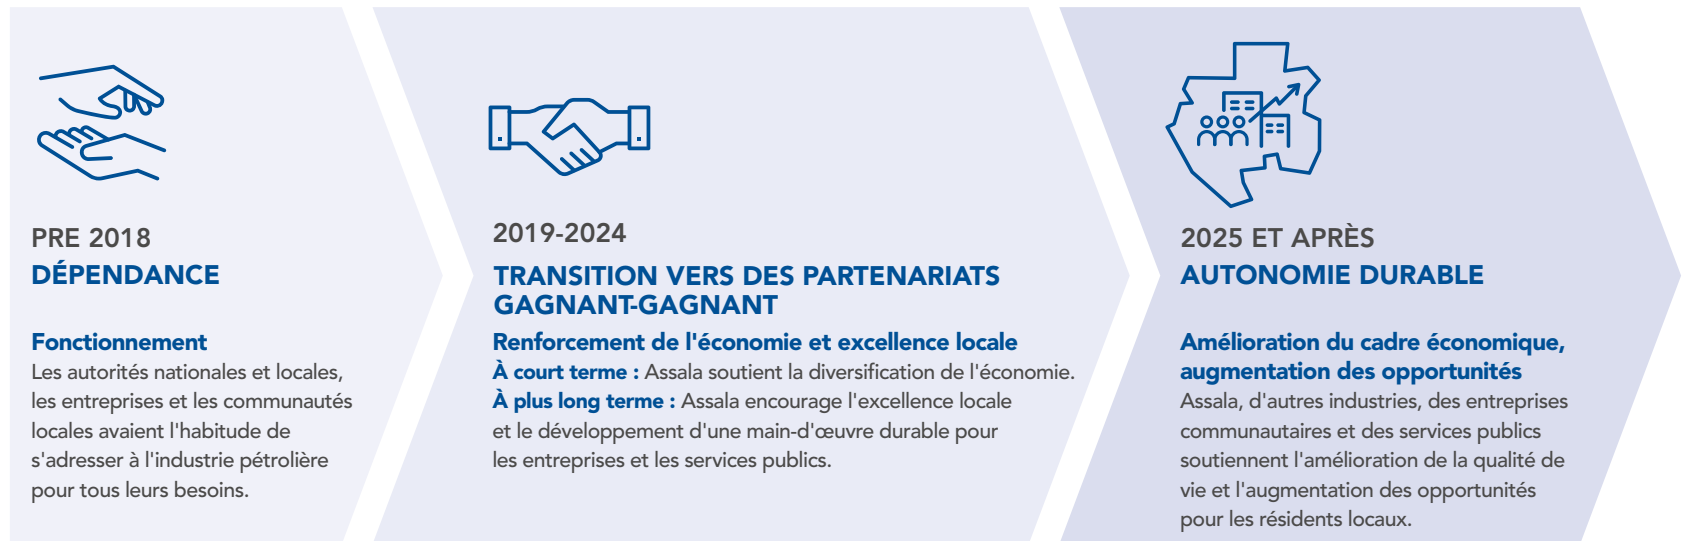 PRE 2018
DÉPENDANCE
Fonctionnement
Les autorités nationales et locales,
les entreprises et les communautés
locales avaient l'habitude de
s'adresser à l'industrie pétrolière
pour tous leurs besoins.
2019-2024
TRANSITION VERS DES PARTENARIATS
GAGNANT-GAGNANT
Renforcement de l'économie et excellence locale
À court terme : Assala soutient la diversification de l'économie.
À plus long terme : Assala encourage l'excellence locale
et le développement d'une main-d'œuvre durable pour
les entreprises et les services publics.
2025 ET APRÈS
AUTONOMIE DURABLE
Amélioration du cadre économique,
augmentation des opportunités
Assala, d'autres industries, des entreprises
communautaires et des services publics
soutiennent l'amélioration de la qualité de
vie et l'augmentation des opportunités
pour les résidents locaux.